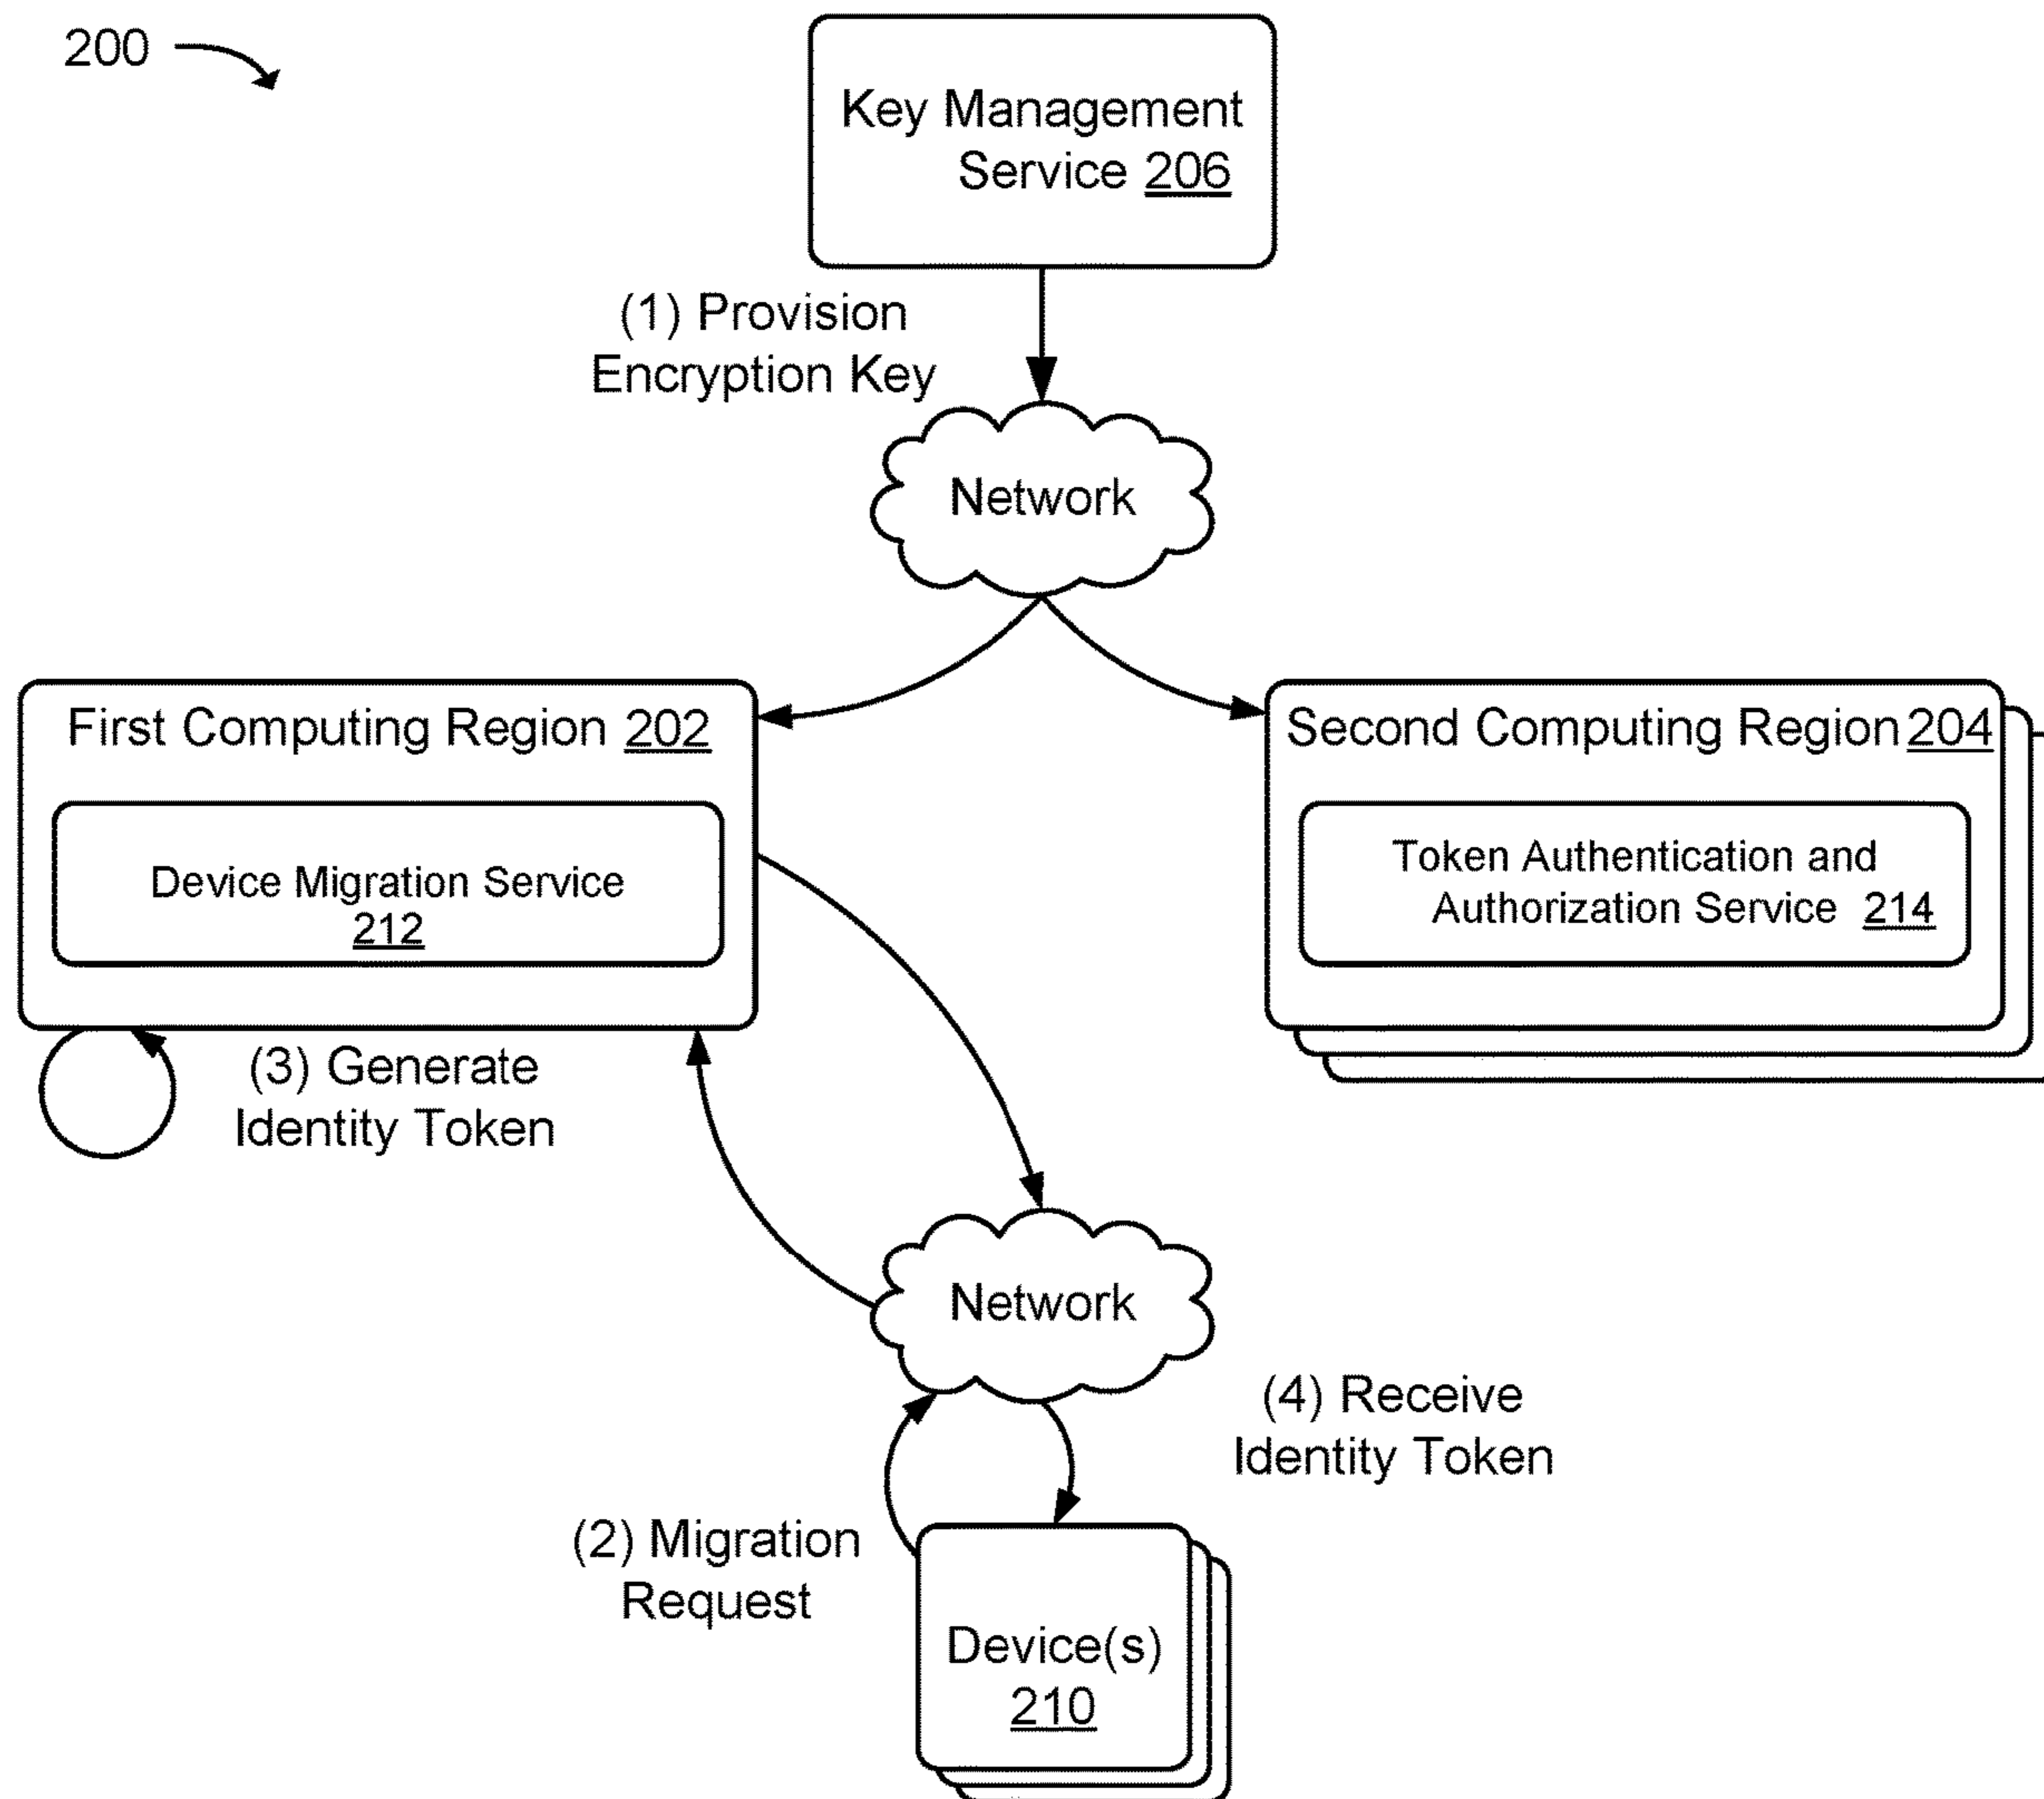 200
Key Management
Service 206
(1) Provision
Encryption Key
Network
First Computing Region 202
Device Migration Service
212
Second Computing Region 204
Token Authentication and
Authorization Service 214
(3) Generate
Identity Token
Network
(4) Receive
Identity Token
(2) Migration
Request
Device(s)
210